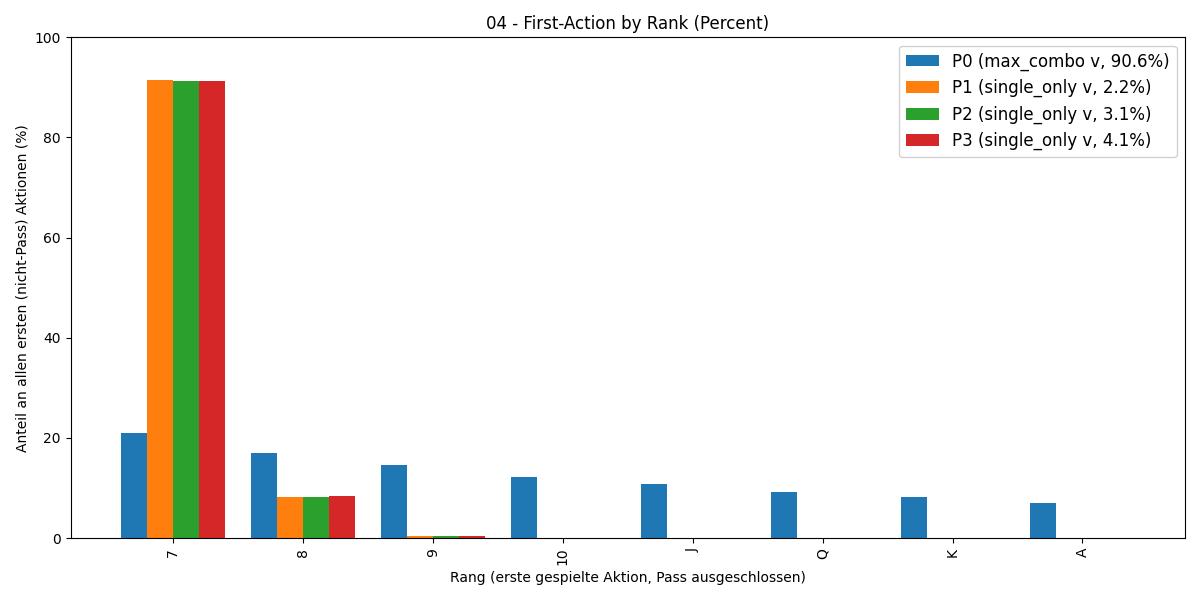 04 - First-Action by Rank (Percent)
P0 (max_combo v, 90.6%)
P1 (single_only v, 2.2%)
P2 (single_only v, 3.1%)
P3 (single_only v, 4.1%)
Anteil an allen ersten (nicht-Pass) Aktionen (%)
100
80
60
40
20
0
7
8
9
10
J
Q
K
A
Rang (erste gespielte Aktion, Pass ausgeschlossen)